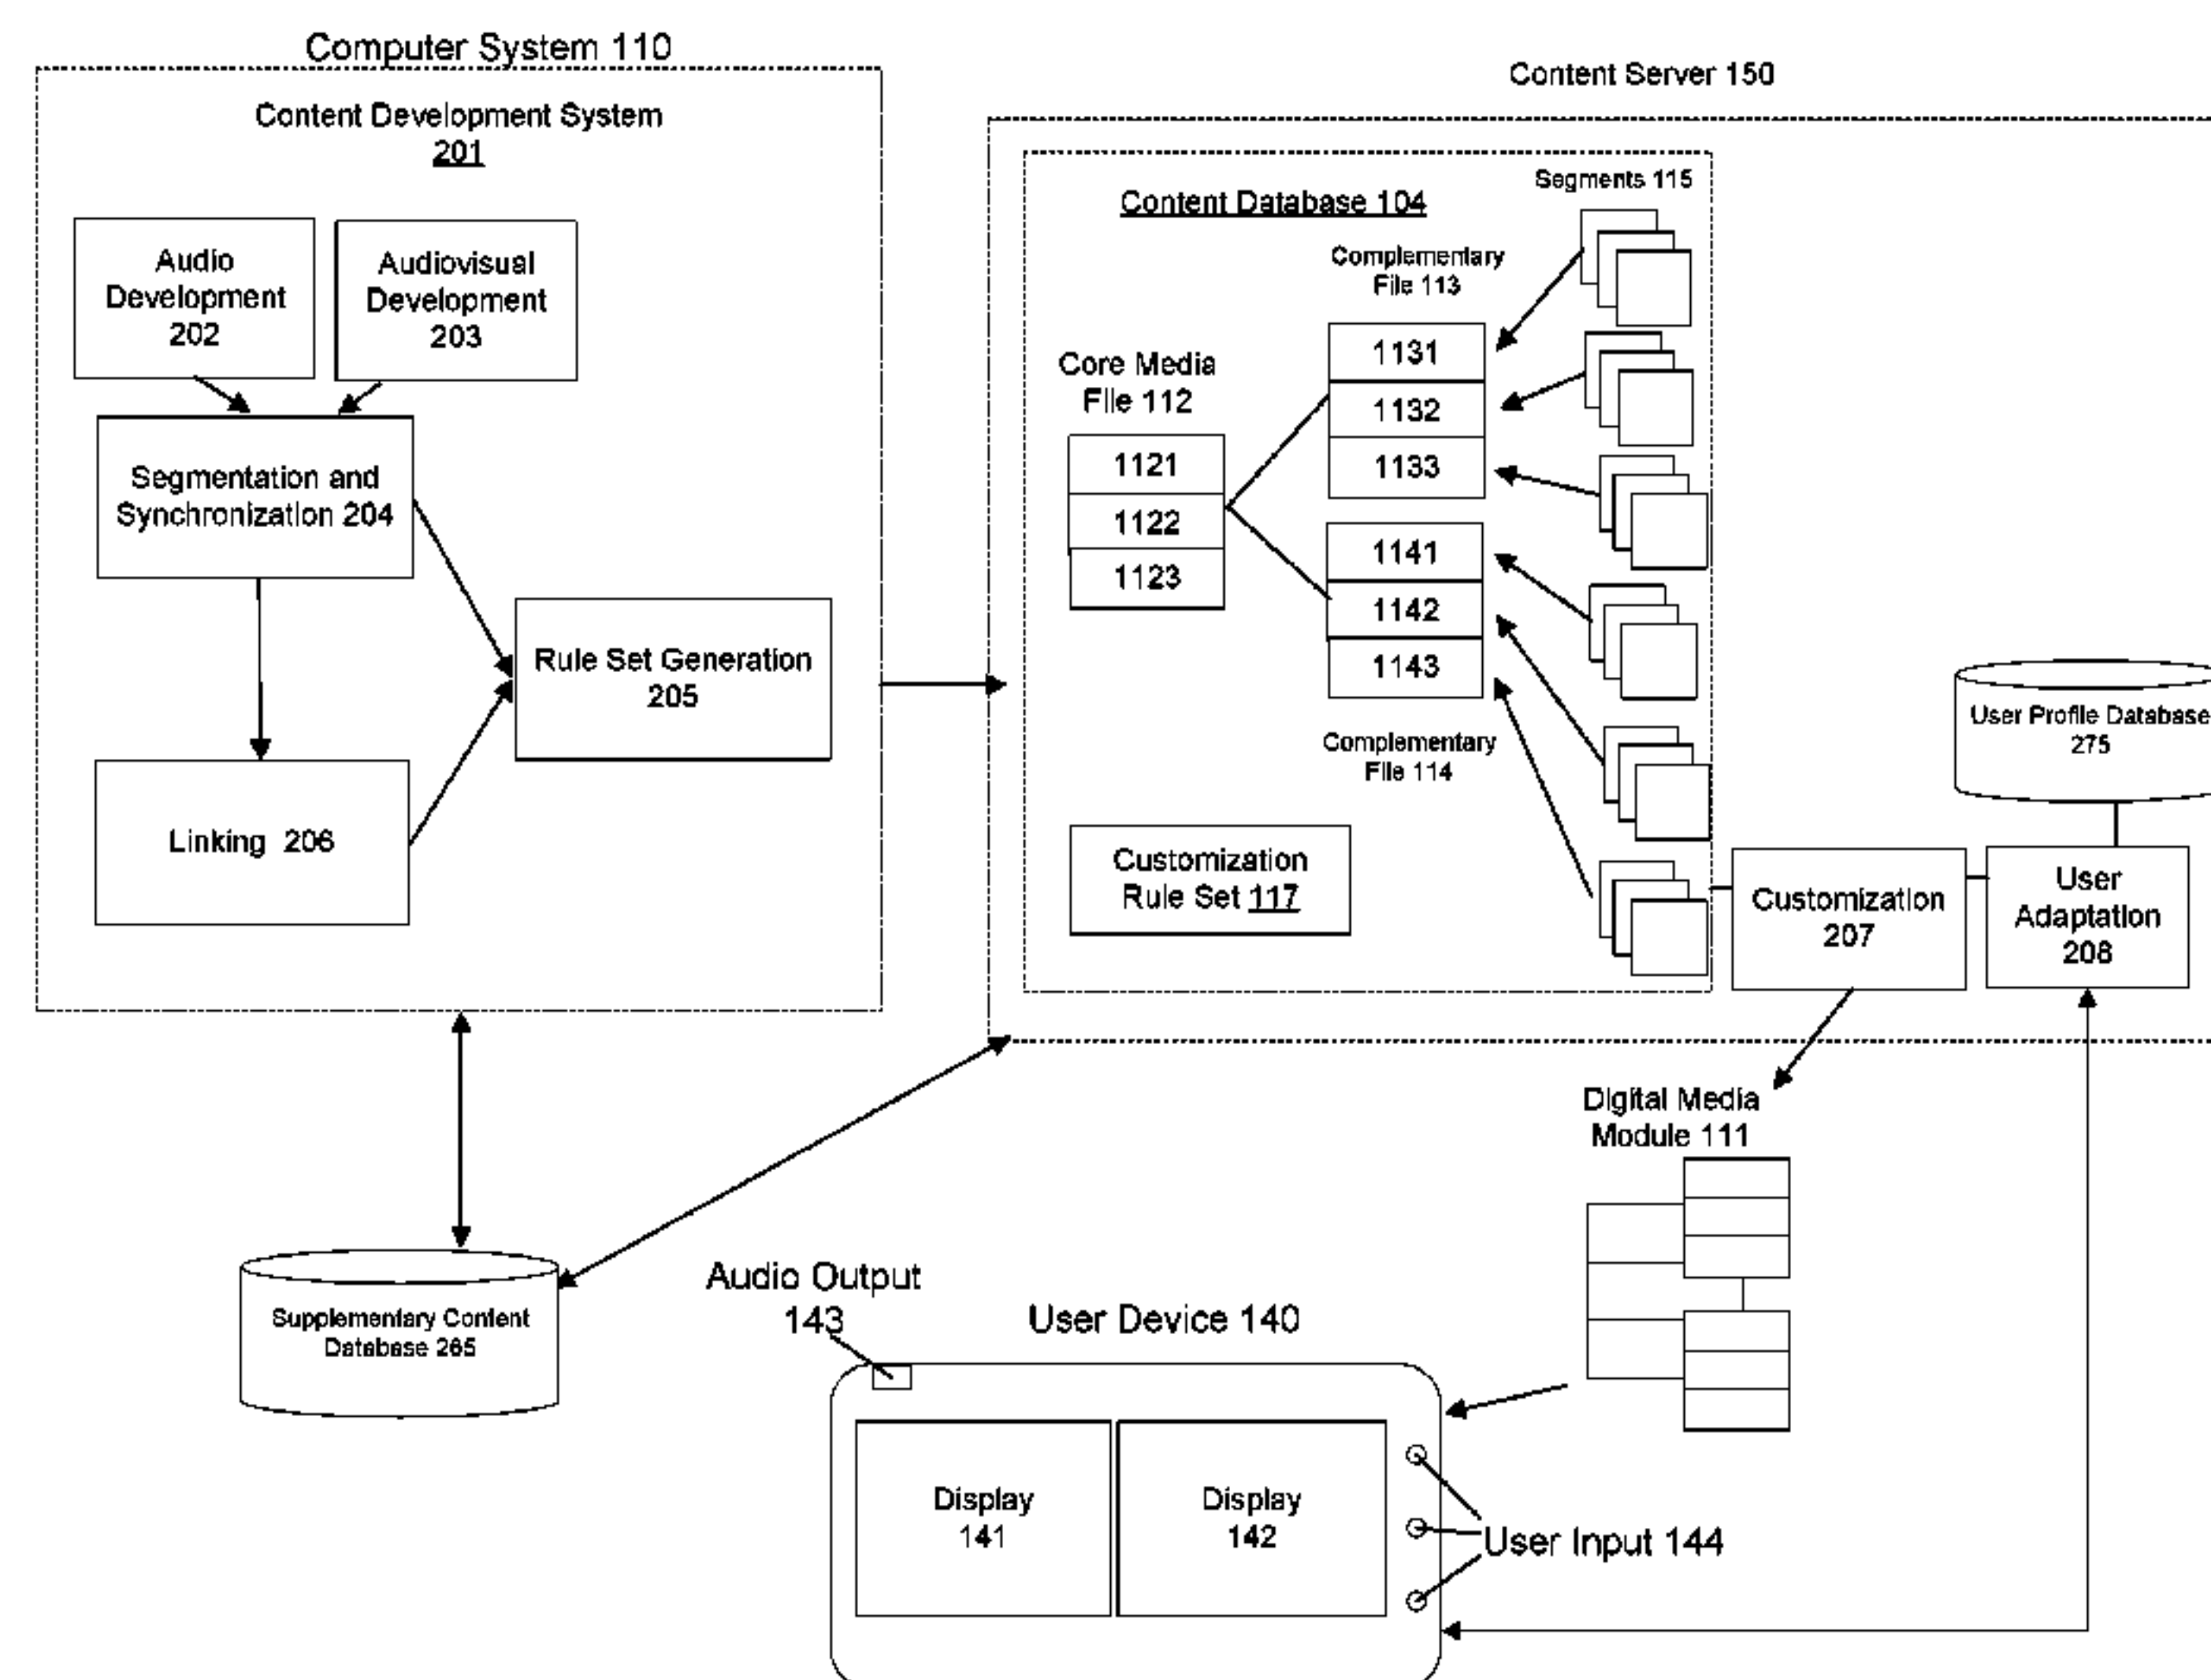 Computer System 110
Content Development System
201
Audio
Development
202
Audiovisual
Development
203
Segmentation and
Synchronization 204
Rule Set Generation
205
Linking 206
Content Server 150
Content Database 104
Segments 115
Complementary
File 113
1131
1132
1133
Core Media
File 112
1121
1122
1123
1141
1142
1143
Complementary
File 114
Customization
Rule Set 117
User Profile Database
275
Customization
207
User
Adaptation
208
Digital Media
Module 111
Supplementary Content
Database 265
Audio Output
143
User Device 140
Display
141
Display
142
User Input 144